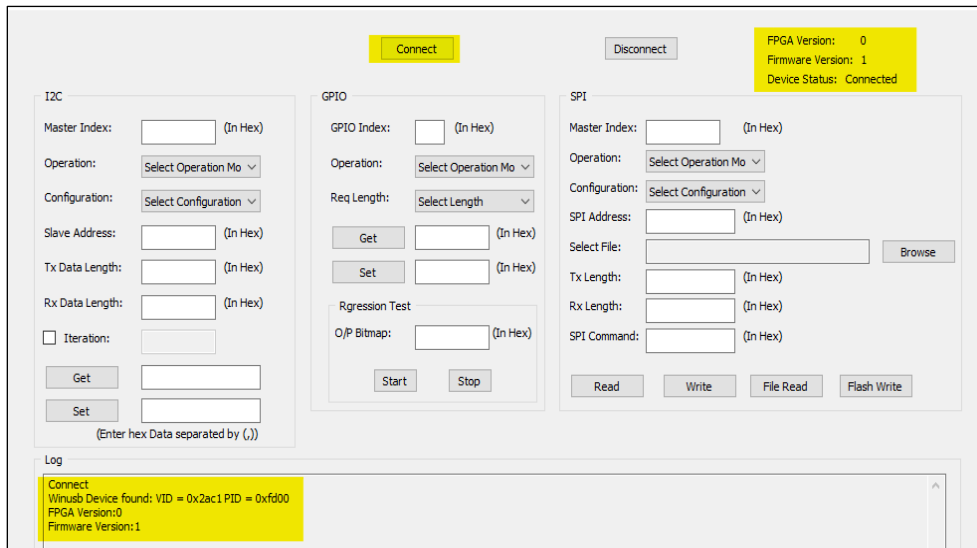 Connect
Disconnect
FPGA Version: 0
Firmware Version: 1
Device Status: Connected
I2C
Master Index: (In Hex)
Operation: Select Operation Mo
Configuration: Select Configuration
Slave Address: (In Hex)
Tx Data Length: (In Hex)
Rx Data Length: (In Hex)
Iteration:
Get
Set
(Enter hex Data separated by (,))
GPIO
GPIO Index: (In Hex)
Operation: Select Operation Mo
Req Length: Select Length
Get (In Hex)
Set (In Hex)
Rgression Test
O/P Bitmap: (In Hex)
Start Stop
SPI
Master Index: (In Hex)
Operation: Select Operation Mo
Configuration: Select Configuration
SPI Address: (In Hex)
Select File: Browse
Tx Length: (In Hex)
Rx Length: (In Hex)
SPI Command: (In Hex)
Read Write File Read Flash Write
Log
Connect
Winusb Device found: VID = 0x2ac1 PID = 0xfd00
FPGA Version:0
Firmware Version:1